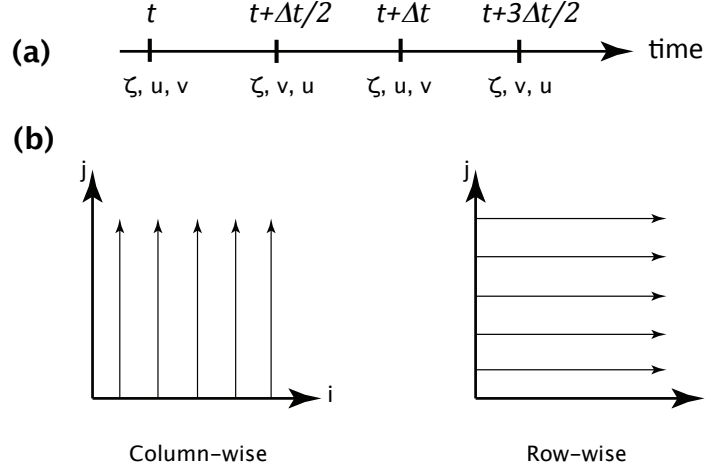 t t+Δt/2 t+Δt t+3Δt/2
(a) time
ζ, u, v ζ, v, u ζ, u, v ζ, v, u
(b)
j j
i
Column-wise Row-wise